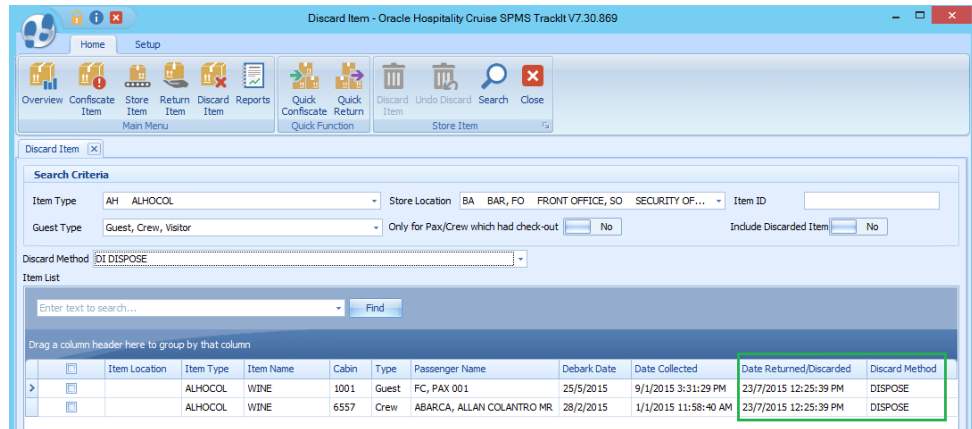 Discard Item - Oracle Hospitality Cruise SPMS TrackIt V7.30.869
Home Setup
Overview Confiscate Item Store Item Return Item Discard Item Reports Quick Confiscate Quick Return Discard Item Undo Discard Search Close
Main Menu Quick Function Store Item
Discard Item
Search Criteria
Item Type AH ALHOCOL Store Location BA BAR, FO FRONT OFFICE, SO SECURITY OF... Item ID
Guest Type Guest, Crew, Visitor Only for Pax/Crew which had check-out No Include Discarded Item No
Discard Method DI DISPOSE
Item List
Enter text to search... Find
Drag a column header here to group by that column
Item Location Item Type Item Name Cabin Type Passenger Name Debark Date Date Collected Date Returned/Discarded Discard Method
ALHOCOL WINE 1001 Guest FC, PAX 001 25/5/2015 9/1/2015 3:31:29 PM 23/7/2015 12:25:39 PM DISPOSE
ALHOCOL WINE 6557 Crew ABARCA, ALLAN COLANTRO MR 28/2/2015 1/1/2015 11:58:40 AM 23/7/2015 12:25:39 PM DISPOSE